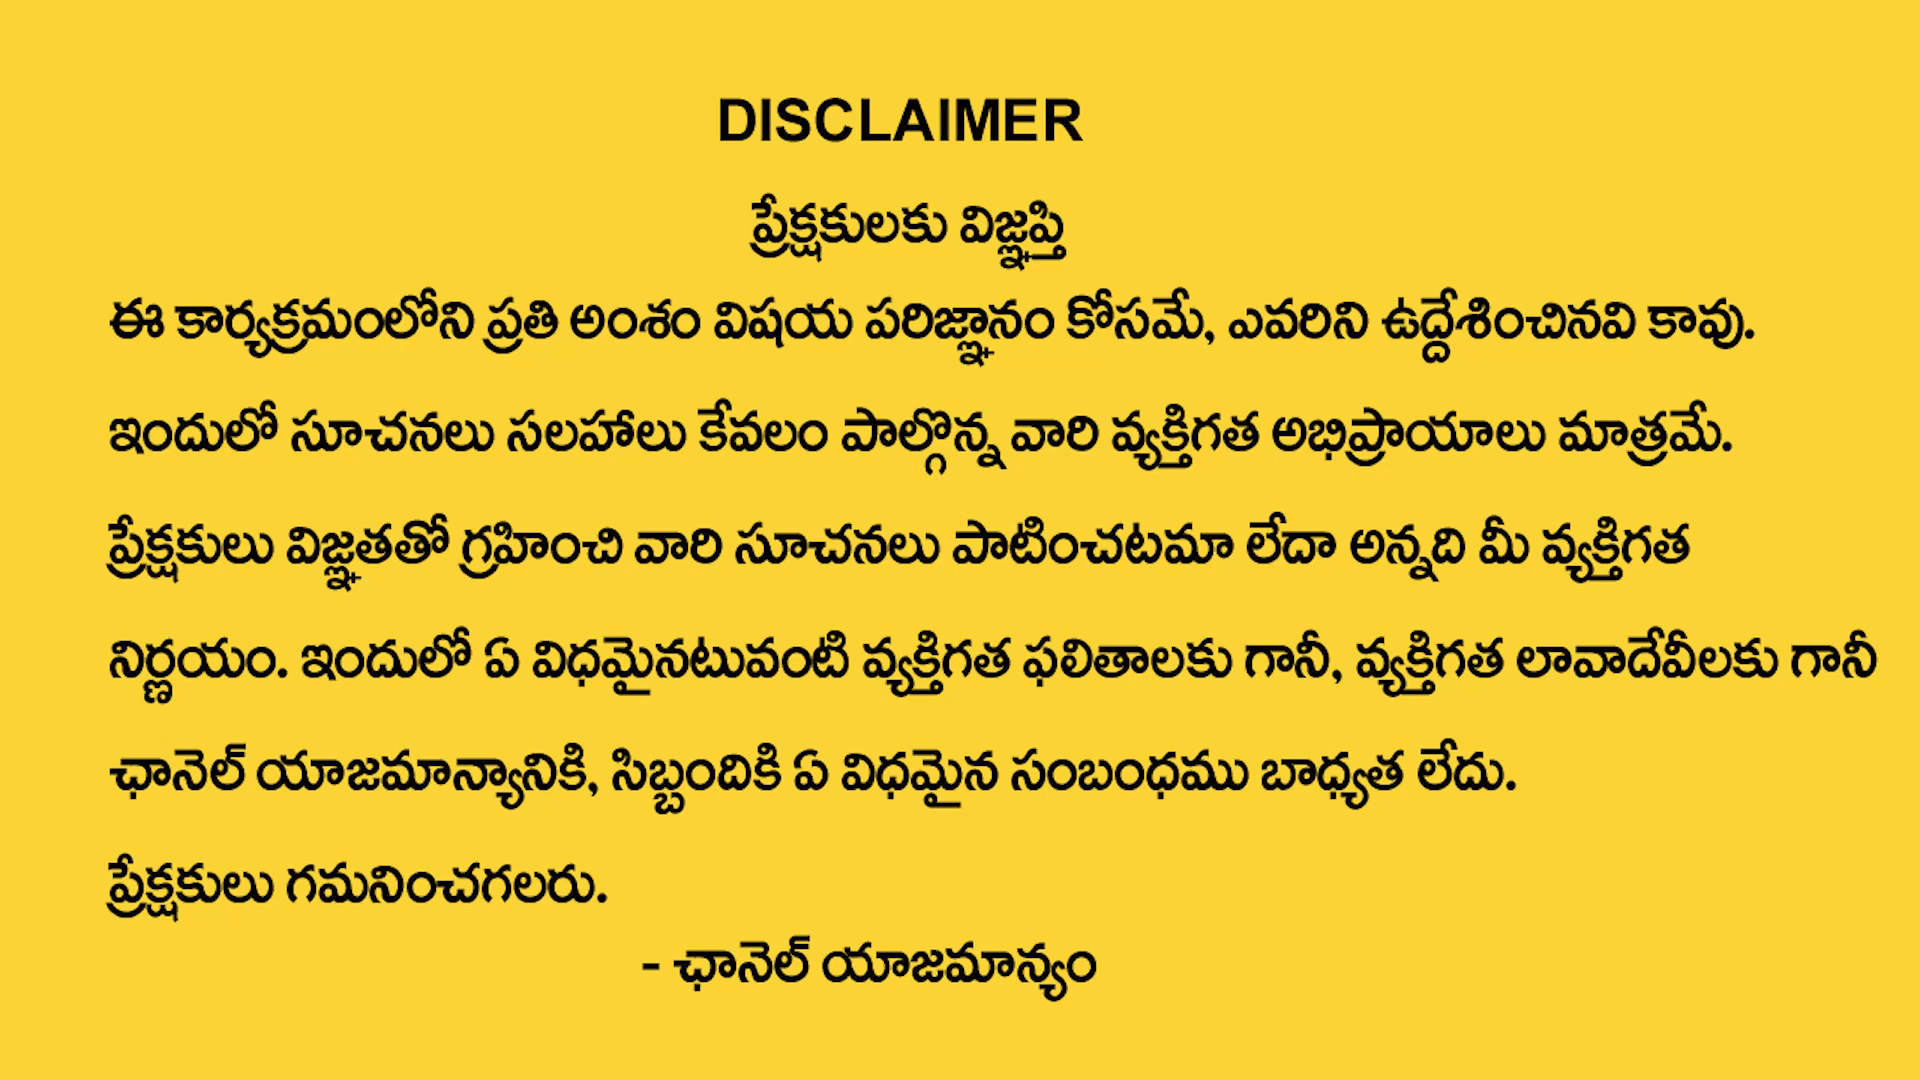 DISCLAIMER
ప్రేక్షకులకు విజ్ఞప్తి
ఈ కార్యక్రమంలోని ప్రతి అంశం విషయ పరిజ్ఞానం కోసమే, ఎవరిని ఉద్దేశించినవి కావు.
ఇందులో సూచనలు సలహాలు కేవలం పాల్గొన్న వారి వ్యక్తిగత అభిప్రాయాలు మాత్రమే.
ప్రేక్షకులు విజ్ఞతతో గ్రహించి వారి సూచనలు పాటించటమా లేదా అన్నది మీ వ్యక్తిగత
నిర్ణయం. ఇందులో ఏ విధమైనటువంటి వ్యక్తిగత ఫలితాలకు గానీ, వ్యక్తిగత లావాదేవీలకు గానీ
ఛానెల్ యాజమాన్యానికి, సిబ్బందికి ఏ విధమైన సంబంధము బాధ్యత లేదు.
ప్రేక్షకులు గమనించగలరు.
- ఛానెల్ యాజమాన్యం